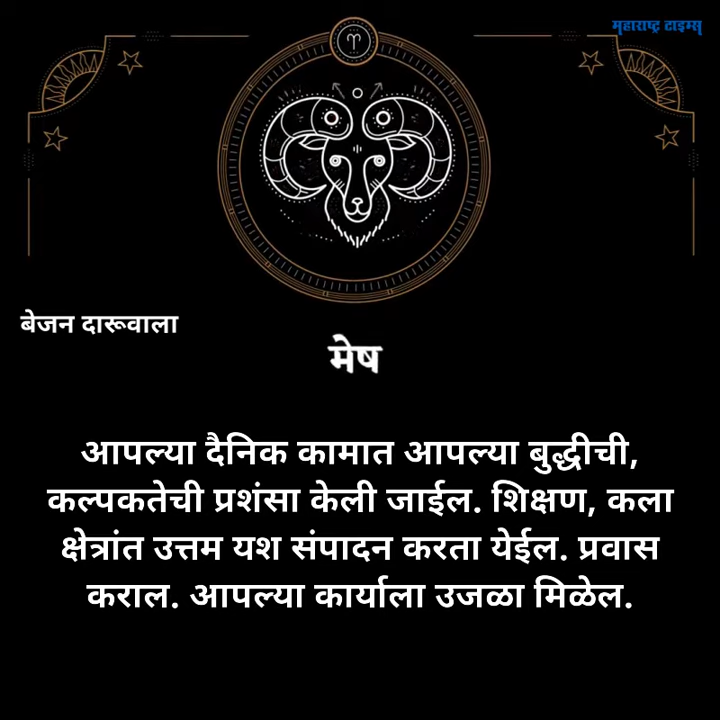 महाराष्ट्र टाइम्स
बेजन दारूवाला
मेष
आपल्या दैनिक कामात आपल्या बुद्धीची,
कल्पकतेची प्रशंसा केली जाईल. शिक्षण, कला
क्षेत्रांत उत्तम यश संपादन करता येईल. प्रवास
कराल. आपल्या कार्याला उजळा मिळेल.